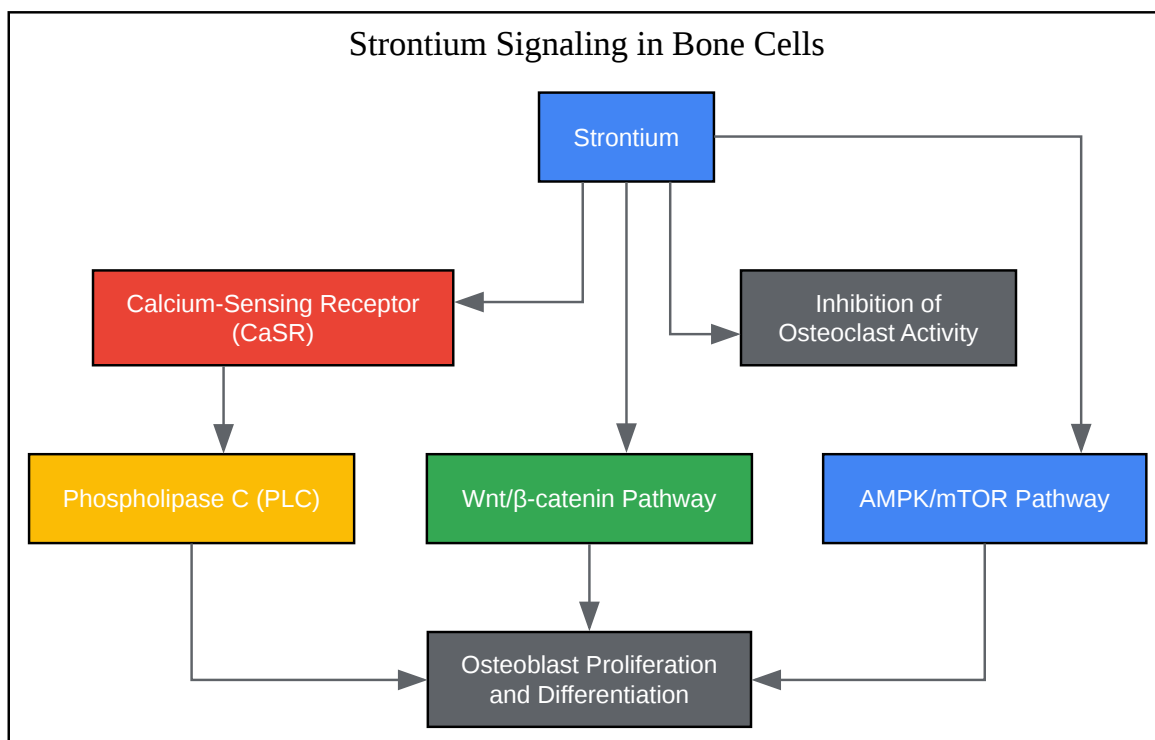 Strontium Signaling in Bone Cells
Strontium
Calcium-Sensing Receptor
(CaSR)
Inhibition of
Osteoclast Activity
Phospholipase C (PLC)
Wnt/β-catenin Pathway
AMPK/mTOR Pathway
Osteoblast Proliferation
and Differentiation